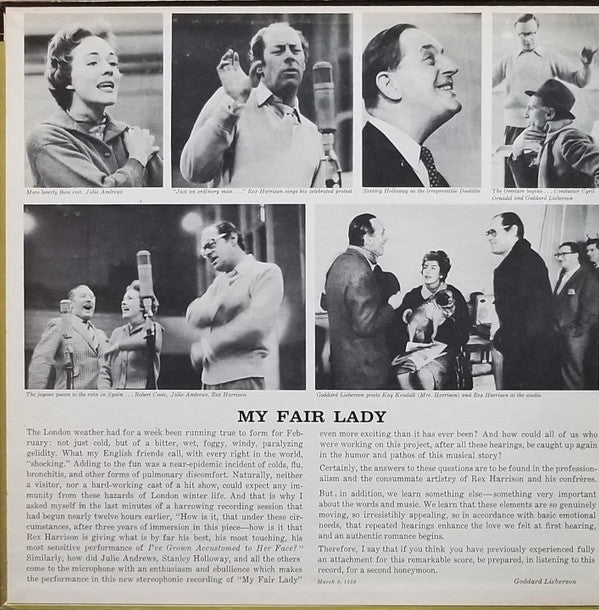 More lovely than ever, Julie Andrews
"Just an ordinary man . . ." Rex Harrison sings his celebrated protest
Stanley Holloway as the irrepressible Doolittle
The Overture begins . . . Conductor Cyril
Ornadel and Goddard Lieberson
The joyous paean to the rain in Spain . . . Robert Coote, Julie Andrews, Rex Harrison
Goddard Lieberson greets Kay Kendall (Mrs. Harrison) and Rex Harrison at the studio
MY FAIR LADY
The London weather had for a week been running true to form for Feb-
ruary: not just cold, but of a bitter, wet, foggy, windy, paralyzing
gelidity. What my English friends call, with every right in the world,
"shocking." Adding to the fun was a near-epidemic incident of colds, flu,
bronchitis, and other forms of pulmonary discomfort. Naturally, neither
a visitor, nor a hard-working cast of a hit show, could expect any im-
munity from these hazards of London winter life. And that is why I
asked myself in the last minutes of a harrowing recording session that
had begun nearly twelve hours earlier, "How is it, that under these cir-
cumstances, after three years of immersion in this piece—how is it that
Rex Harrison is giving what is by far his best, his most touching, his
most sensitive performance of I've Grown Accustomed to Her Face?"
Similarly, how did Julie Andrews, Stanley Holloway, and all the others
come to the microphone with an enthusiasm and ebullience which makes
the performance in this new stereophonic recording of "My Fair Lady"
even more exciting than it has ever been? And how could all of us who
were working on this project, after all these hearings, be caught up again
in the humor and pathos of this musical story?
Certainly, the answers to these questions are to be found in the profession-
alism and the consummate artistry of Rex Harrison and his confrères.
But, in addition, we learn something else—something very important
about the words and music. We learn that these elements are so genuinely
moving, so irresistibly appealing, so in accordance with basic emotional
needs, that repeated hearings enhance the love we felt at first hearing,
and an authentic romance begins.
Therefore, I say that if you think you have previously experienced fully
an attachment for this remarkable score, be prepared, in listening to this
record, for a second honeymoon.
March 9, 1959
Goddard Lieberson